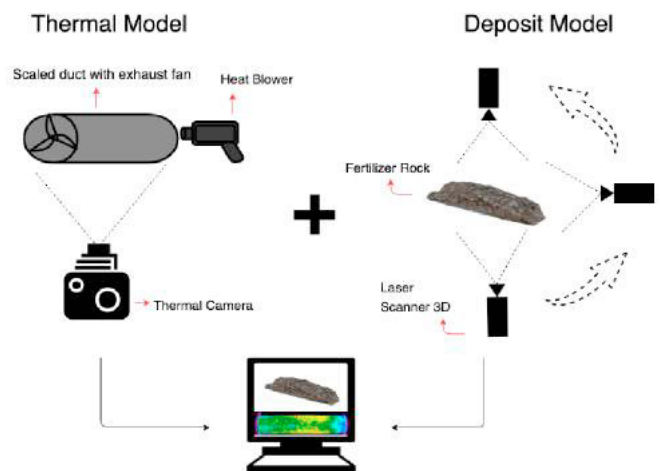 Thermal Model
Deposit Model
Scaled duct with exhaust fan
Heat Blower
Fertilizer Rock
Laser
Scanner 3D
Thermal Camera